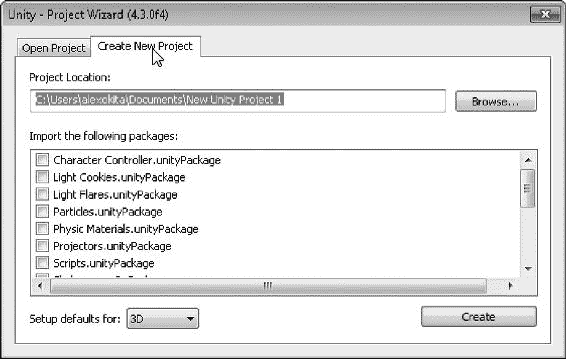 Unity - Project Wizard (4.3.0f4)
Open Project
Create New Project
Project Location:
C:\Users\alexokita\Documents\New Unity Project 1
Browse...
Import the following packages:
Character Controller.unityPackage
Light Cookies.unityPackage
Light Flares.unityPackage
Particles.unityPackage
Physic Materials.unityPackage
Projectors.unityPackage
Scripts.unityPackage
Setup defaults for:
3D
Create